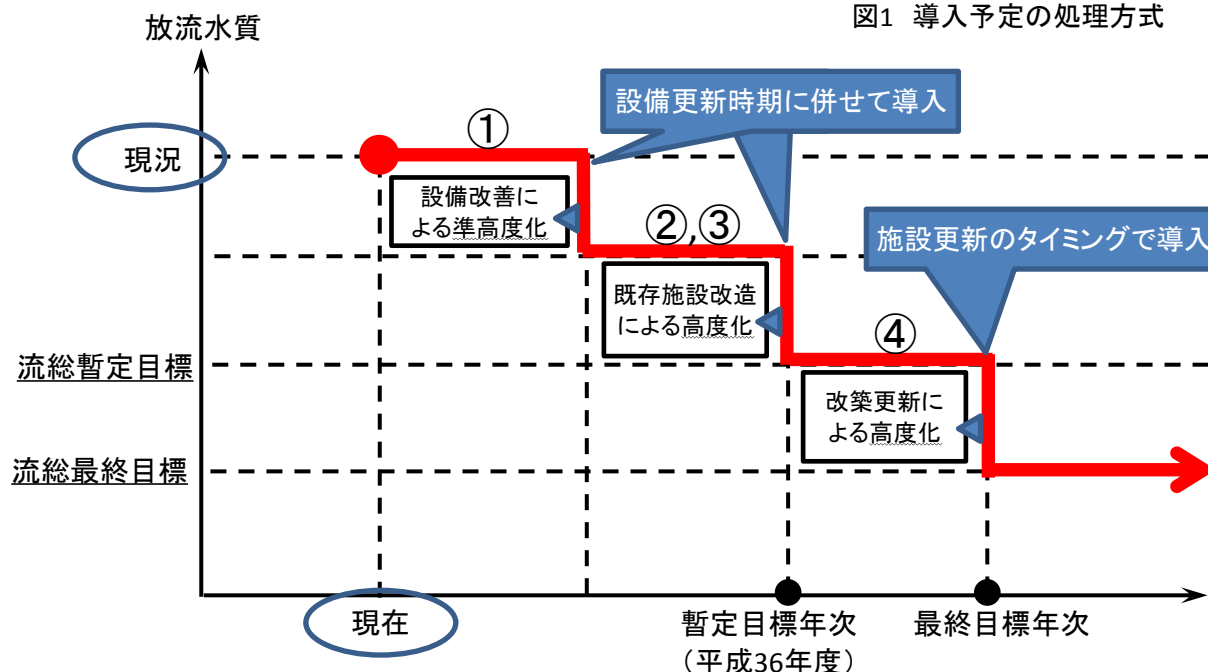 図1 導入予定の処理方式
放流水質
設備更新時期に併せて導入
①
現況
設備改善に
よる準高度化
②,③
施設更新のタイミングで導入
既存施設改造
による高度化
④
流総暫定目標
改築更新に
よる高度化
流総最終目標
現在
暫定目標年次
（平成36年度）
最終目標年次